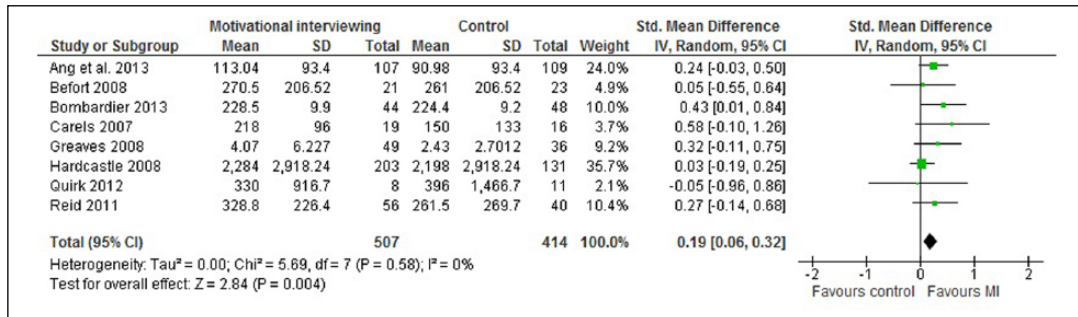 Motivational interviewing Control Std. Mean Difference Std. Mean Difference
Study or Subgroup Mean SD Total Mean SD Total Weight IV, Random, 95% CI IV, Random, 95% CI
Ang et al. 2013 113.04 93.4 107 90.98 93.4 109 24.0% 0.24 [-0.03, 0.50]
Befort 2008 270.5 206.52 21 261 206.52 23 4.9% 0.05 [-0.55, 0.64]
Bombardier 2013 228.5 9.9 44 224.4 9.2 48 10.0% 0.43 [0.01, 0.84]
Carels 2007 218 96 19 150 133 16 3.7% 0.58 [-0.10, 1.26]
Greaves 2008 4.07 6.227 49 2.43 2.7012 36 9.2% 0.32 [-0.11, 0.75]
Hardcastle 2008 2,284 2,918.24 203 2,198 2,918.24 131 35.7% 0.03 [-0.19, 0.25]
Quirk 2012 330 916.7 8 396 1,466.7 11 2.1% -0.05 [-0.96, 0.86]
Reid 2011 328.8 226.4 56 261.5 269.7 40 10.4% 0.27 [-0.14, 0.68]
Total (95% CI) 507 414 100.0% 0.19 [0.06, 0.32]
Heterogeneity: Tau² = 0.00; Chi² = 5.69, df = 7 (P = 0.58); I² = 0%
Test for overall effect: Z = 2.84 (P = 0.004)
-2 -1 0 1 2
Favours control Favours MI